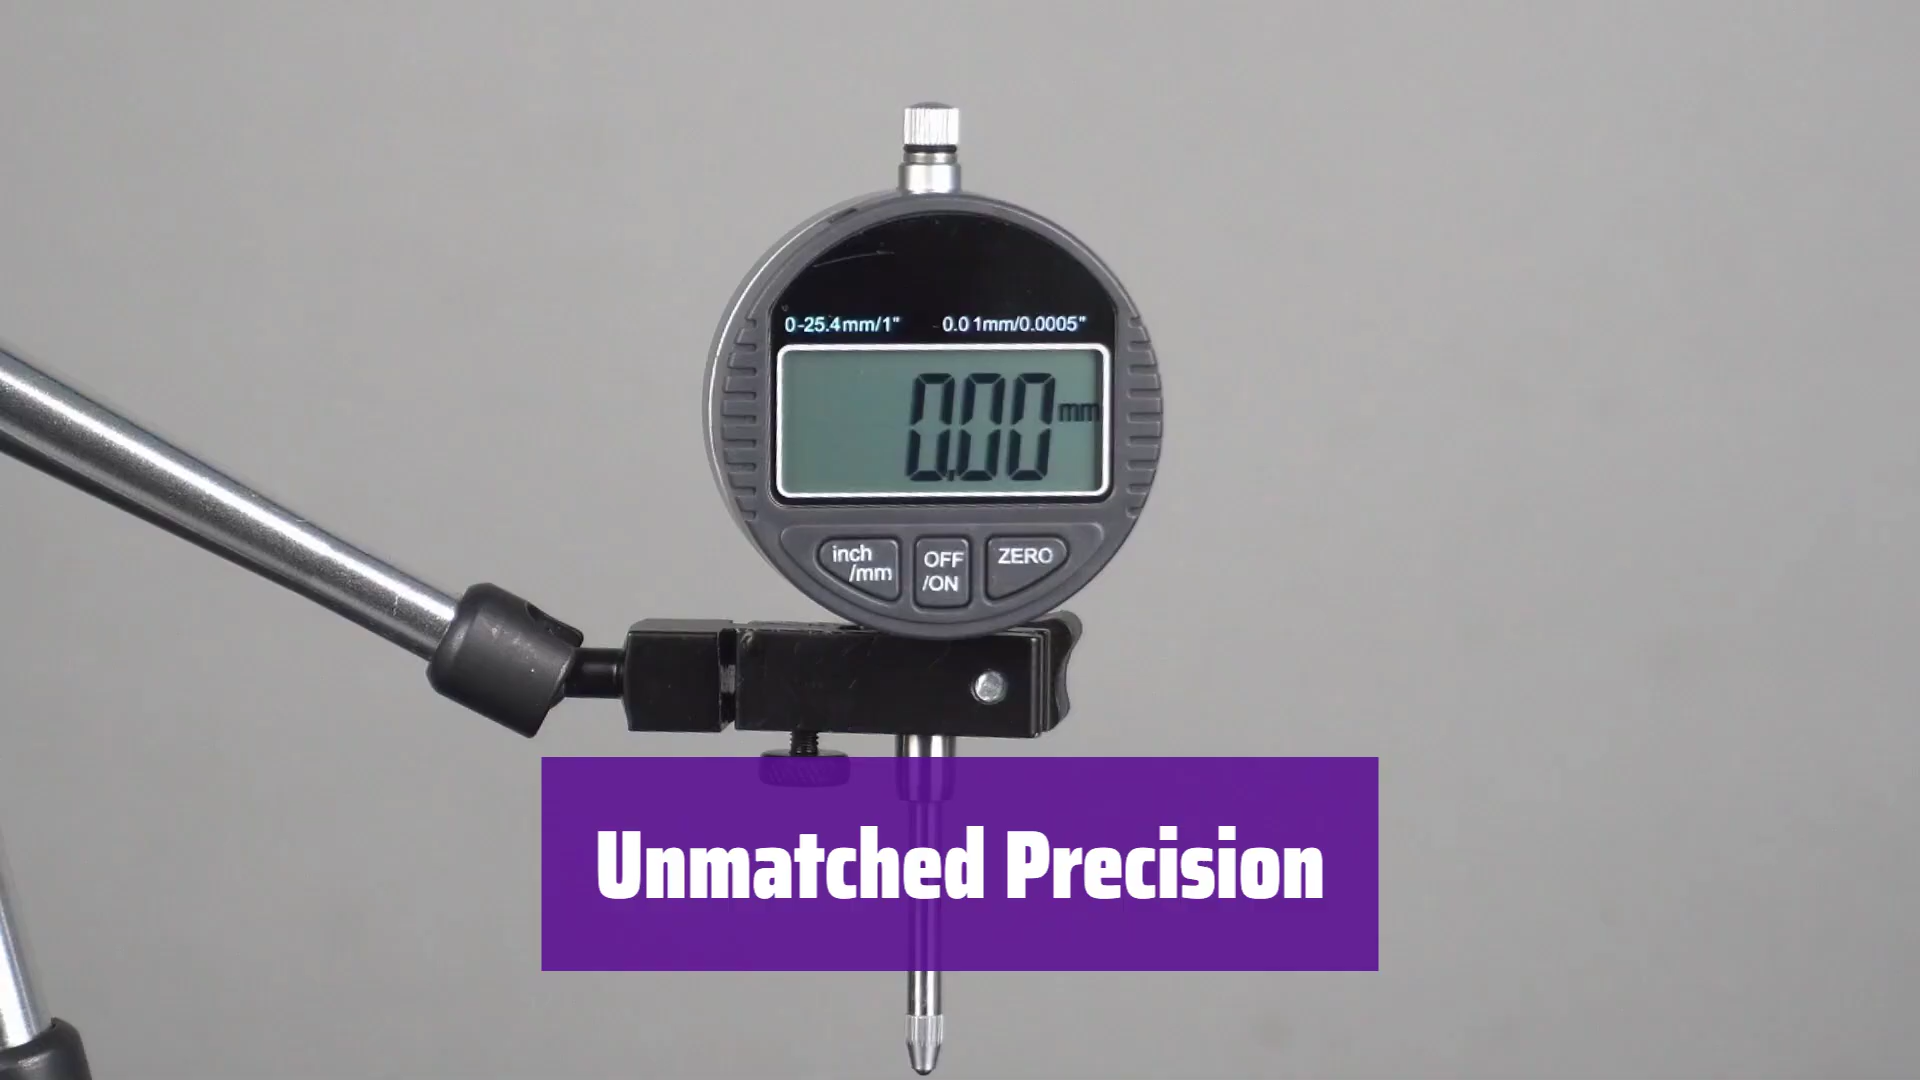 0-25.4mm/1" 0.01mm/0.0005"
0.00 mm
inch
/mm
OFF
/ON
ZERO
Unmatched Precision